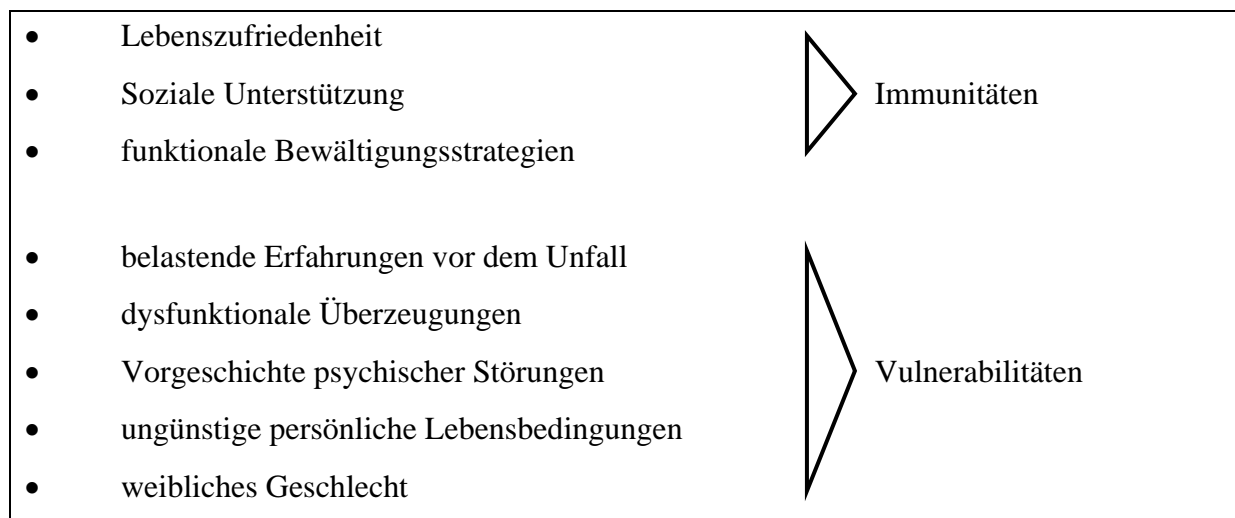 • Lebenszufriedenheit
• Soziale Unterstützung Immunitäten
• funktionale Bewältigungsstrategien
• belastende Erfahrungen vor dem Unfall
• dysfunktionale Überzeugungen
• Vorgeschichte psychischer Störungen Vulnerabilitäten
• ungünstige persönliche Lebensbedingungen
• weibliches Geschlecht